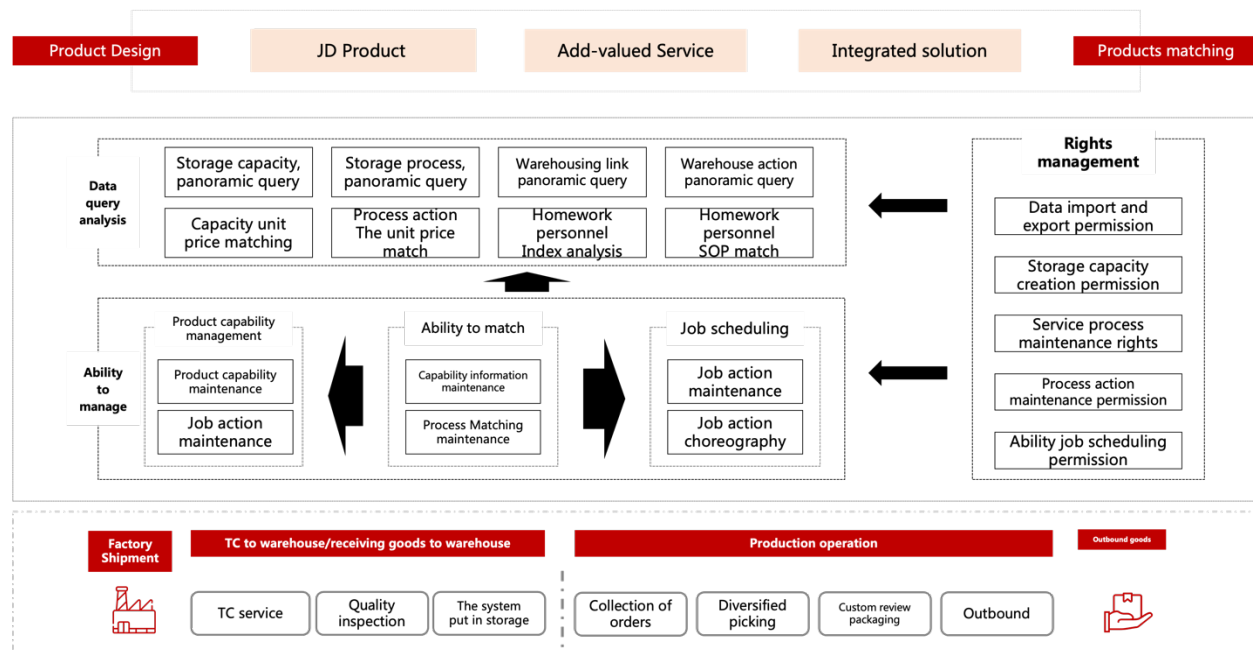 Product Design
JD Product
Add-valued Service
Integrated solution
Products matching
Data
query
analysis
Storage capacity,
panoramic query
Storage process,
panoramic query
Warehousing link
panoramic query
Warehouse action
panoramic query
Capacity unit
price matching
Process action
The unit price
match
Homework
personnel
Index analysis
Homework
personnel
SOP match
Ability
to
manage
Product capability
management
Product capability
maintenance
Job action
maintenance
Ability to match
Capability information
maintenance
Process Matching
maintenance
Job scheduling
Job action
maintenance
Job action
choreography
Rights
management
Data import and
export permission
Storage capacity
creation permission
Service process
maintenance rights
Process action
maintenance permission
Ability job scheduling
permission
Factory
Shipment
TC to warehouse/receiving goods to warehouse
Production operation
Outbound goods
TC service
Quality
inspection
The system
put in storage
Collection of
orders
Diversified
picking
Custom review
packaging
Outbound